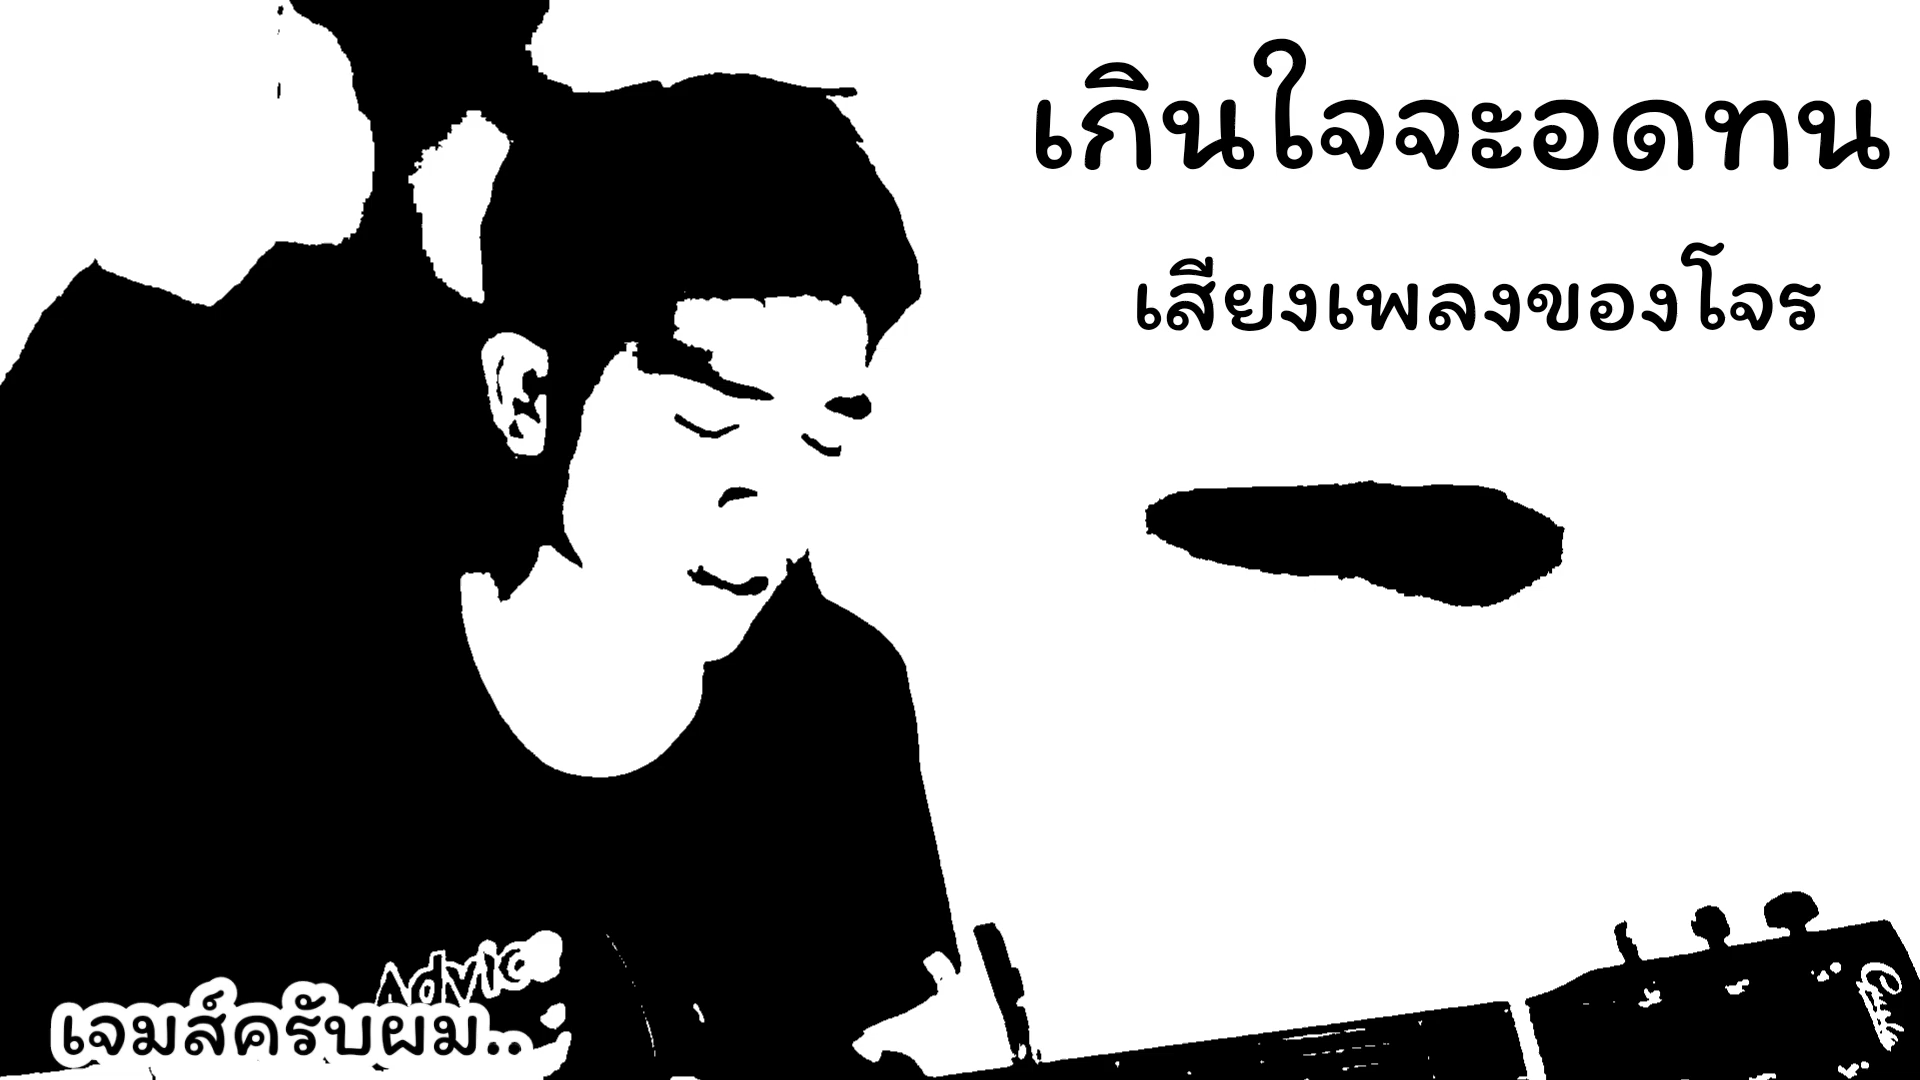 เกินใจจะอดทน
เสียงเพลงของโจร
Advic
เจมส์ครับผม..